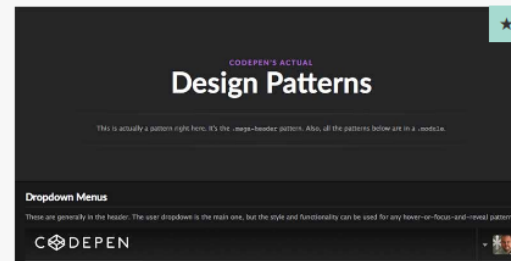 CODEPEN'S ACTUAL
Design Patterns
This is actually a pattern right here. It's the .mega-header pattern. Also, all the patterns below are in a .module.
Dropdown Menus
These are generally in the header. The user dropdown is the main one, but the style and functionality can be used for any hover-or-focus-and-reveal pattern
CODEPEN